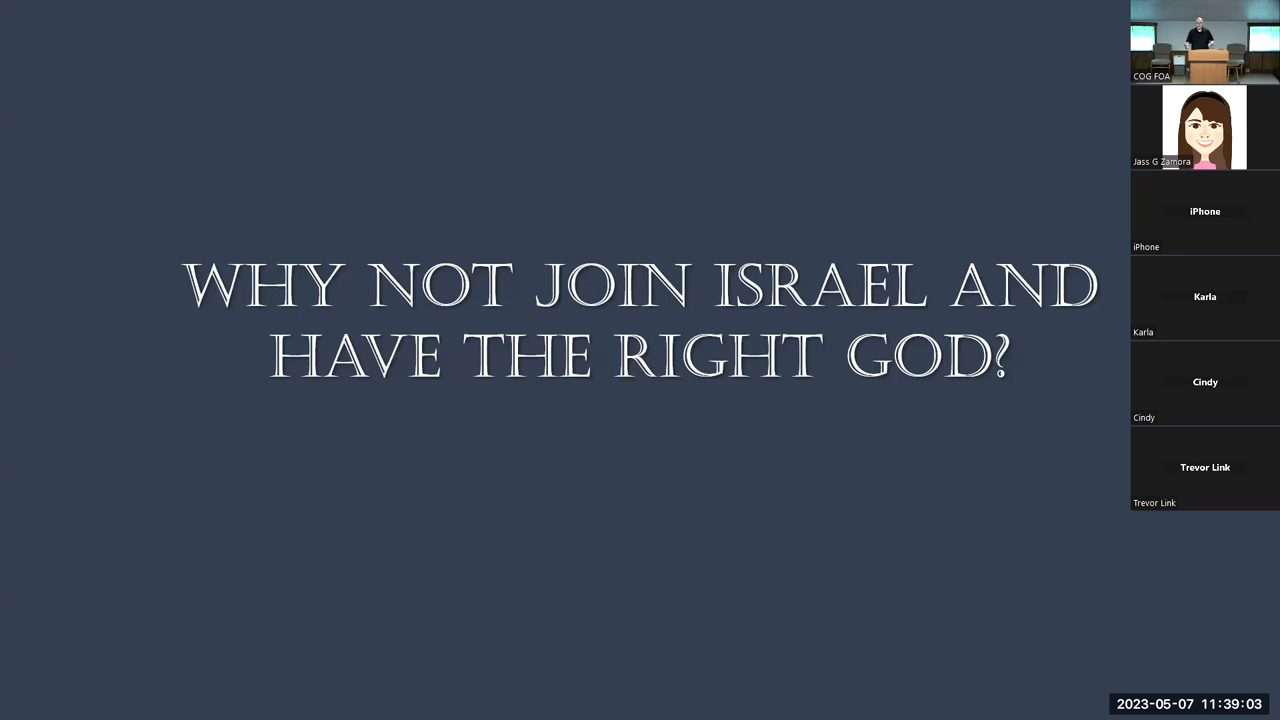 WHY NOT JOIN ISRAEL AND
HAVE THE RIGHT GOD?
COG FOA
Jass G Zamora
iPhone
iPhone
Karla
Karla
Cindy
Cindy
Trevor Link
Trevor Link
2023-05-07 11:39:03